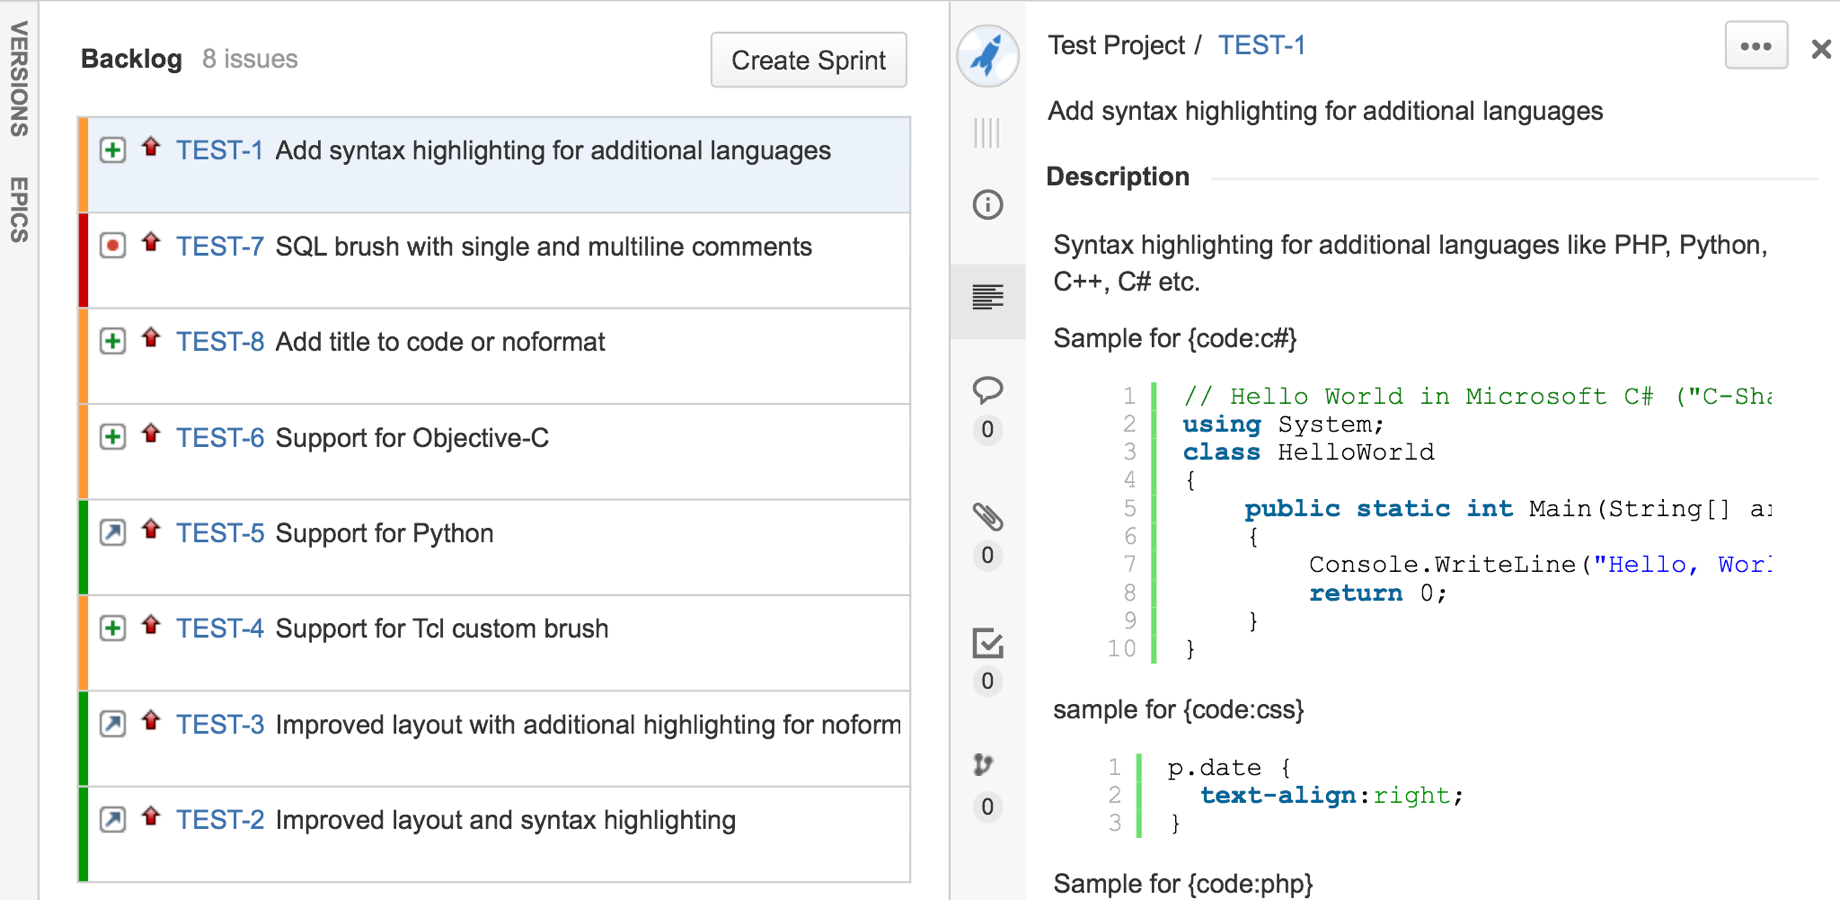 VERSIONS
EPICS
Backlog 8 issues
Create Sprint
TEST-1 Add syntax highlighting for additional languages
TEST-7 SQL brush with single and multiline comments
TEST-8 Add title to code or noformat
TEST-6 Support for Objective-C
TEST-5 Support for Python
TEST-4 Support for Tcl custom brush
TEST-3 Improved layout with additional highlighting for noform
TEST-2 Improved layout and syntax highlighting
0
0
0
0
Test Project / TEST-1
Add syntax highlighting for additional languages
Description
Syntax highlighting for additional languages like PHP, Python,
C++, C# etc.
Sample for {code:c#}
1 // Hello World in Microsoft C# ("C-Sha
2 using System;
3 class HelloWorld
4 {
5 public static int Main(String[] a
6 {
7 Console.WriteLine("Hello, Worl
8 return 0;
9 }
10 }
sample for {code:css}
1 p.date {
2 text-align:right;
3 }
Sample for {code:php}